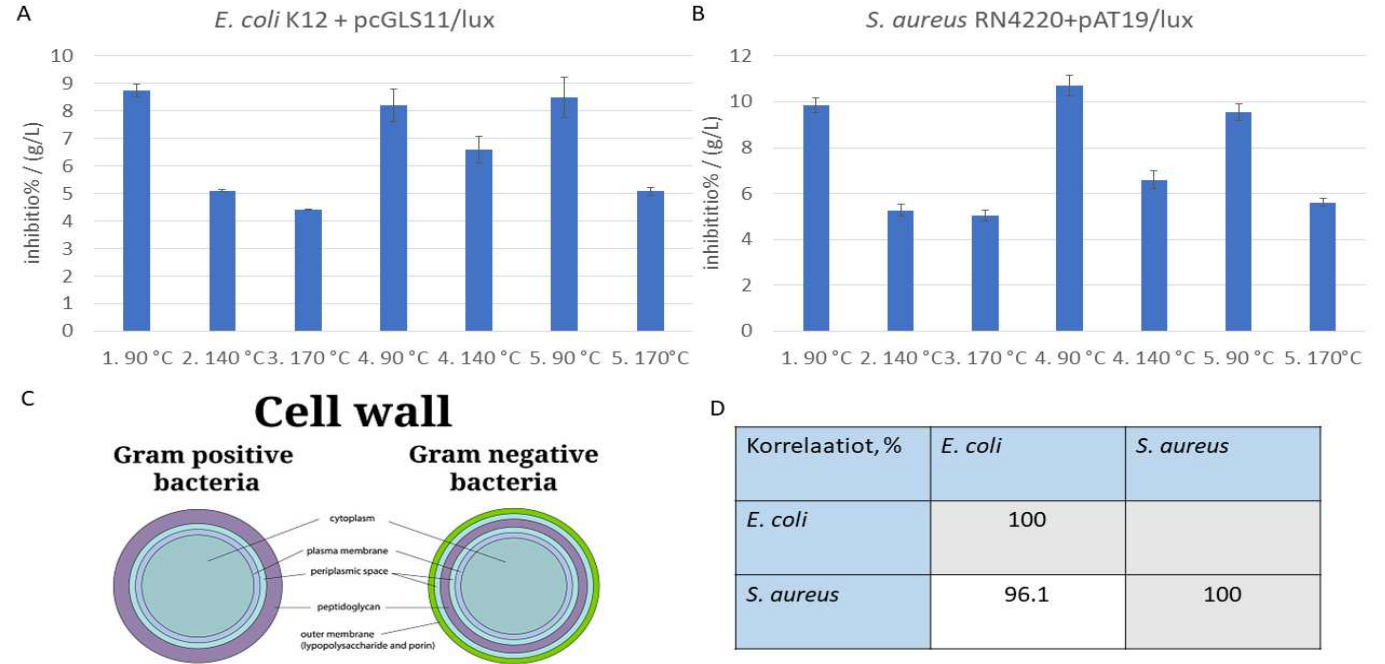 A
E. coli K12 + pcGLS11/lux
inhibitio% / (g/L)
10
9
8
7
6
5
4
3
2
1
0
1. 90 °C 2. 140 °C 3. 170 °C 4. 90 °C 4. 140 °C 5. 90 °C 5. 170°C
B
S. aureus RN4220+pAT19/lux
inhibititio% / (g/L)
12
10
8
6
4
2
0
1. 90 °C 2. 140 °C 3. 170 °C 4. 90 °C 4. 140 °C 5. 90 °C 5. 170°C
C
Cell wall
Gram positive
bacteria
Gram negative
bacteria
cytoplasm
plasma membrane
periplasmic space
peptidoglycan
outer membrane
(lypopolysaccharide and porin)
D
Korrelaatiot, % E. coli S. aureus
E. coli 100
S. aureus 96.1 100